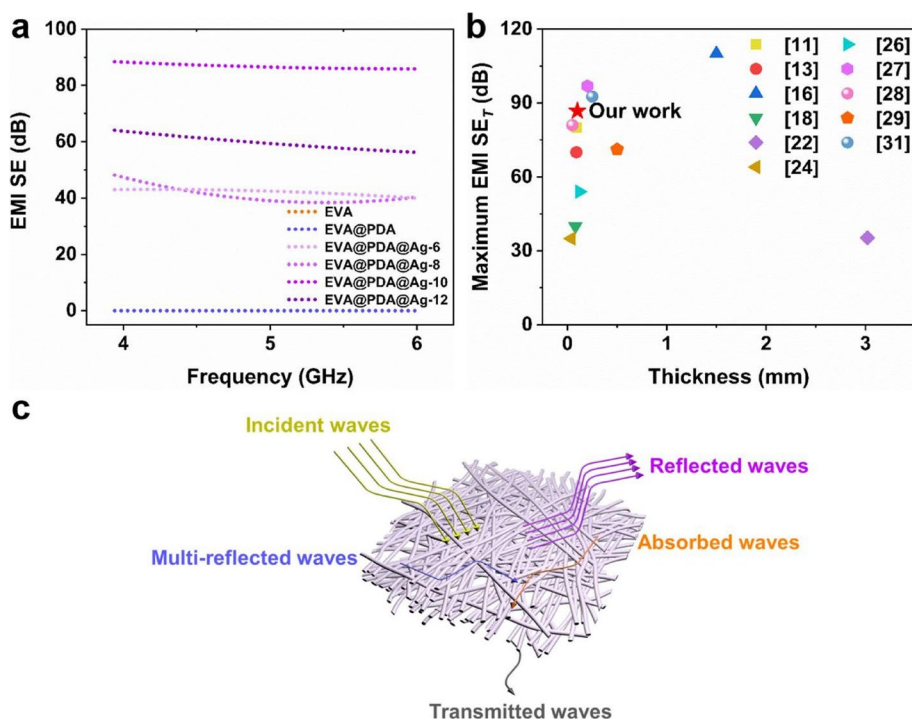 a
EMI SE (dB)
100
80
60
40
20
0
EVA
EVA@PDA
EVA@PDA@Ag-6
EVA@PDA@Ag-8
EVA@PDA@Ag-10
EVA@PDA@Ag-12
4 5 6
Frequency (GHz)
b
Maximum EMI SE_T (dB)
120
90
60
30
0
Our work
[11]
[13]
[16]
[18]
[22]
[24]
[26]
[27]
[28]
[29]
[31]
0 1 2 3
Thickness (mm)
c
Incident waves
Reflected waves
Multi-reflected waves
Absorbed waves
Transmitted waves